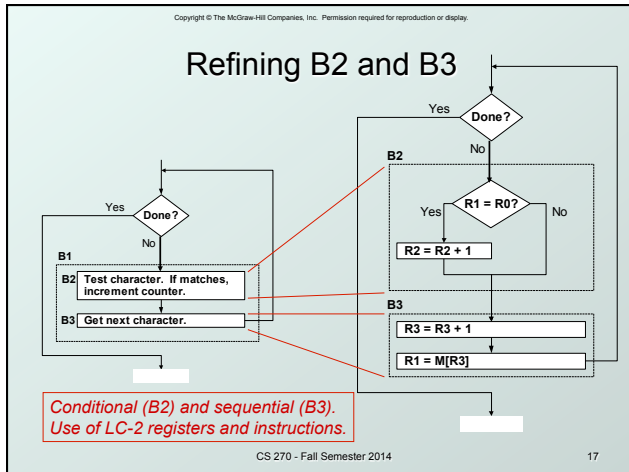 Copyright © The McGraw-Hill Companies, Inc. Permission required for reproduction or display.
Refining B2 and B3
Yes
Done?
No
B1
B2
Test character. If matches,
increment counter.
B3
Get next character.
Yes
Done?
No
B2
R1 = R0?
Yes
No
R2 = R2 + 1
B3
R3 = R3 + 1
R1 = M[R3]
Conditional (B2) and sequential (B3).
Use of LC-2 registers and instructions.
CS 270 - Fall Semester 2014
17